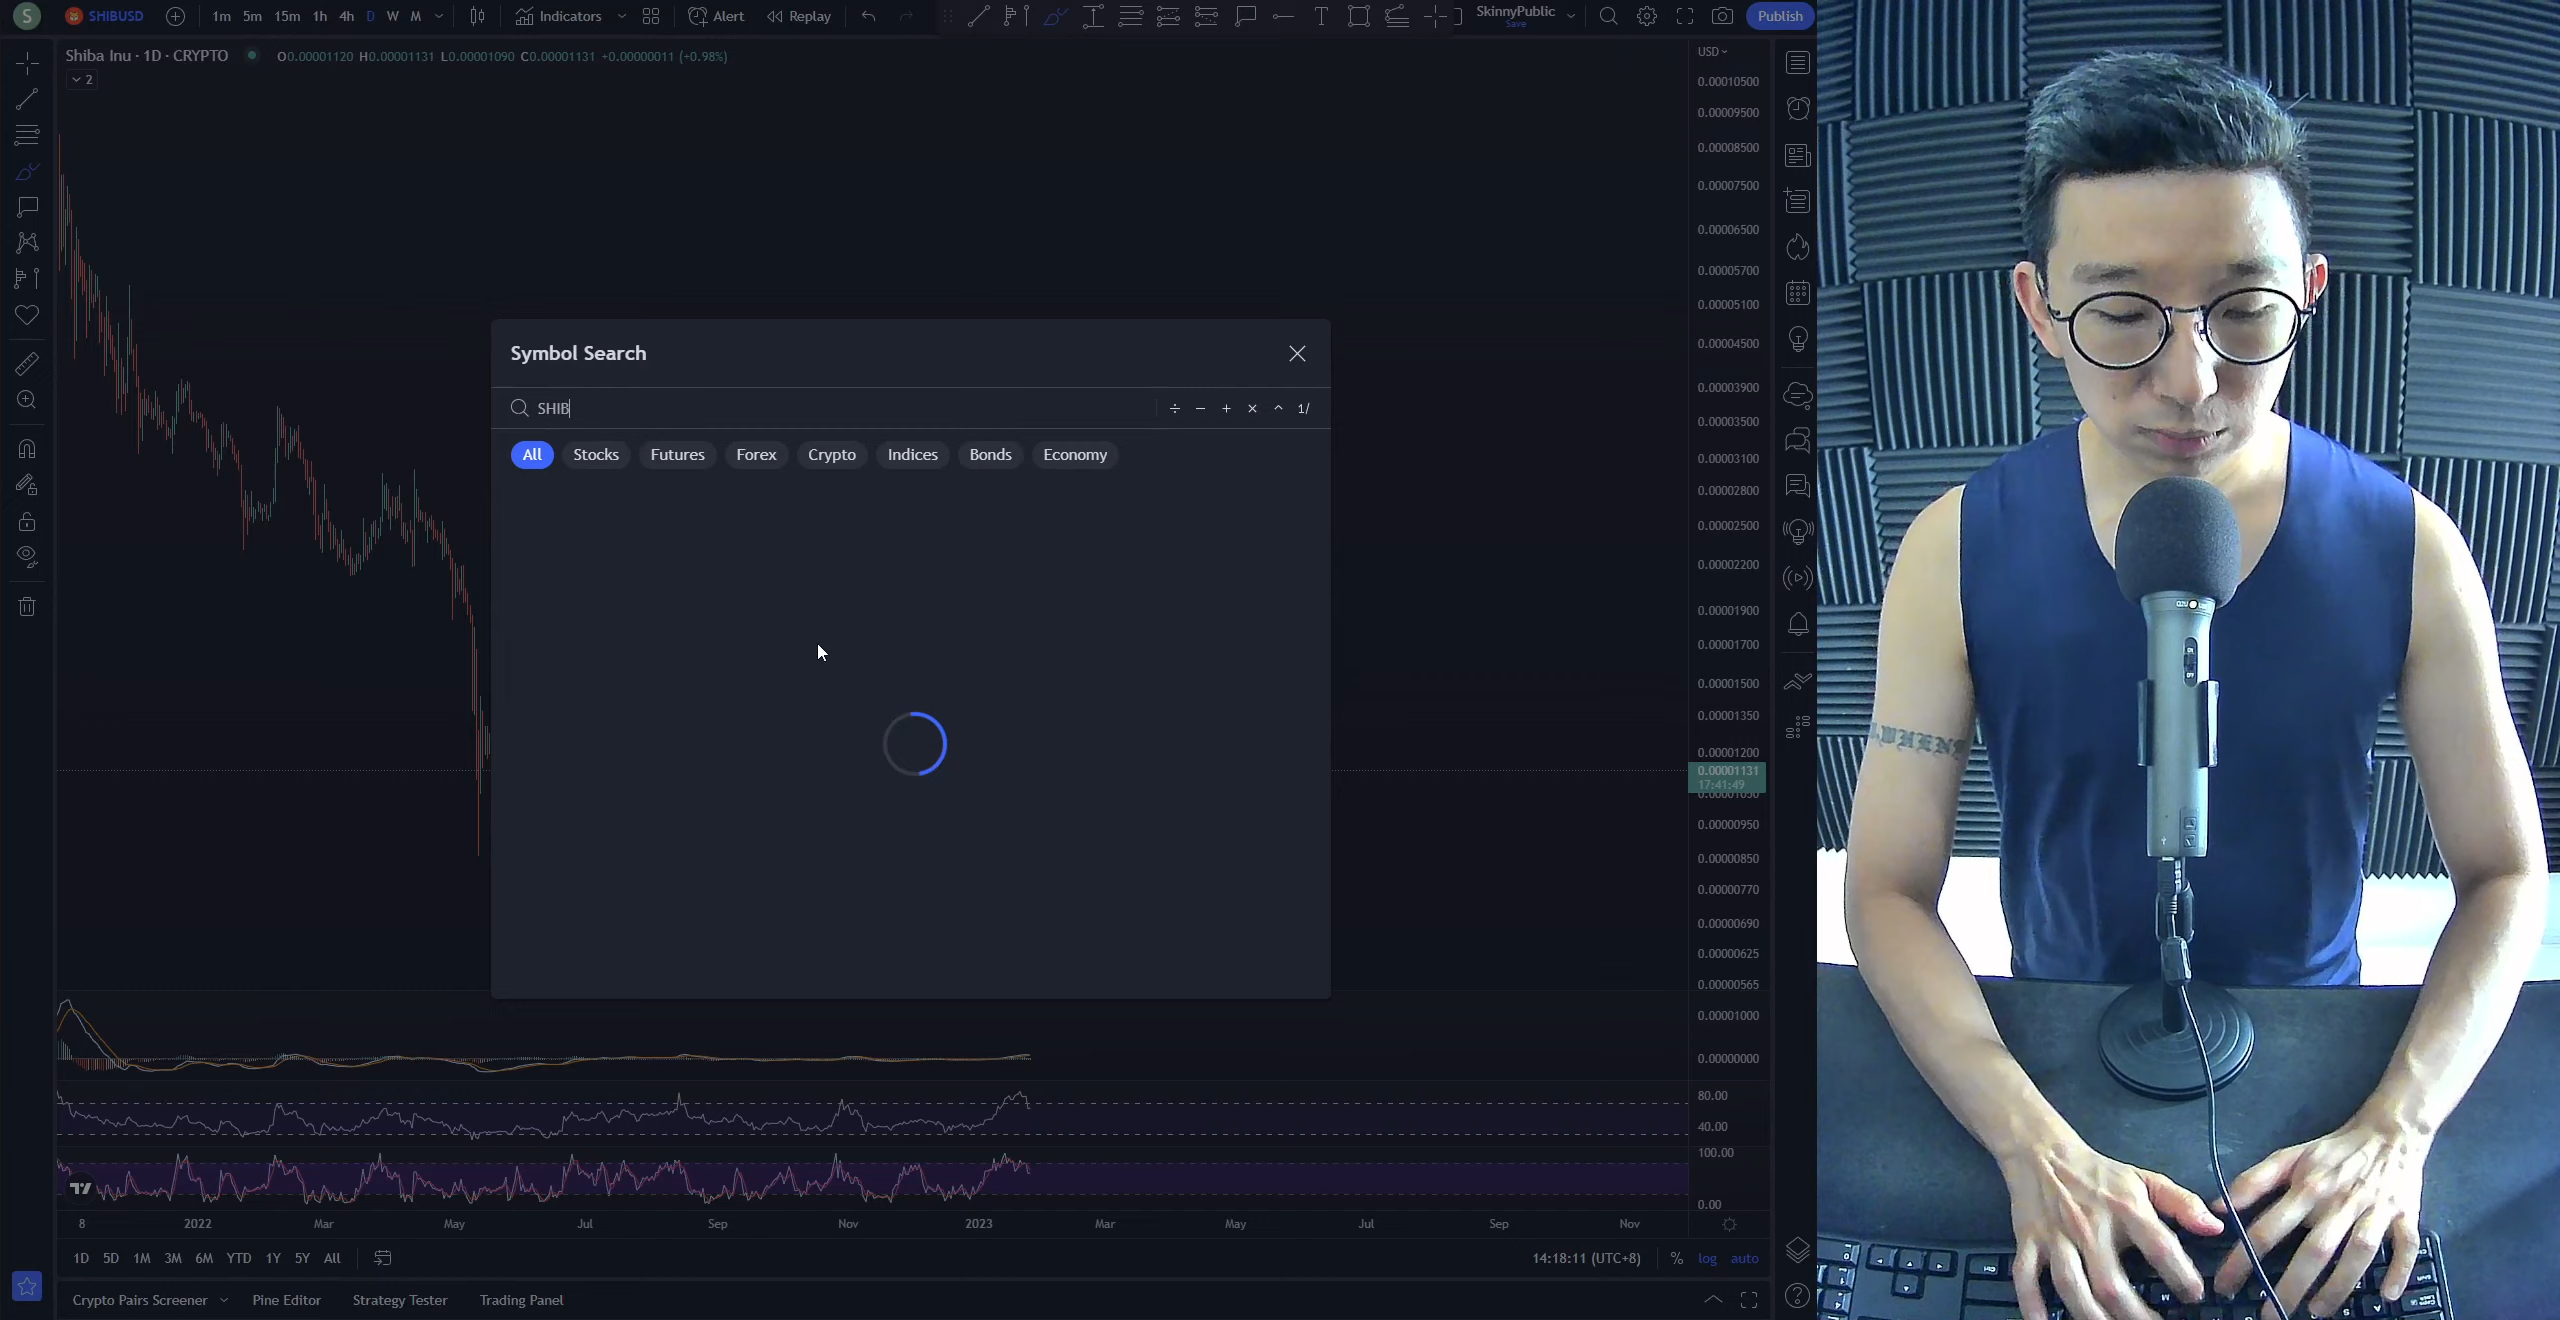 S
SHIBUSD
1m 5m 15m 1h 4h D W M
Indicators
Alert
Replay
SkinnyPublic
Save
Publish
Shiba Inu · 1D · CRYPTO
O0.00001120 H0.00001131 L0.00001090 C0.00001131 +0.00000011 (+0.98%)
2
USD
0.00010500
0.00009500
0.00008500
0.00007500
0.00006500
0.00005700
0.00005100
0.00004500
0.00003900
0.00003500
0.00003100
0.00002800
0.00002500
0.00002200
0.00001900
0.00001700
0.00001500
0.00001350
0.00001200
0.00001131
17:41:49
0.00001050
0.00000950
0.00000850
0.00000770
0.00000690
0.00000625
0.00000565
0.00001000
0.00000000
80.00
40.00
100.00
0.00
Symbol Search
SHIB
÷ − + × ^ 1/
All Stocks Futures Forex Crypto Indices Bonds Economy
8 2022 Mar May Jul Sep Nov 2023 Mar May Jul Sep Nov
1D 5D 1M 3M 6M YTD 1Y 5Y All
14:18:11 (UTC+8) % log auto
Crypto Pairs Screener Pine Editor Strategy Tester Trading Panel